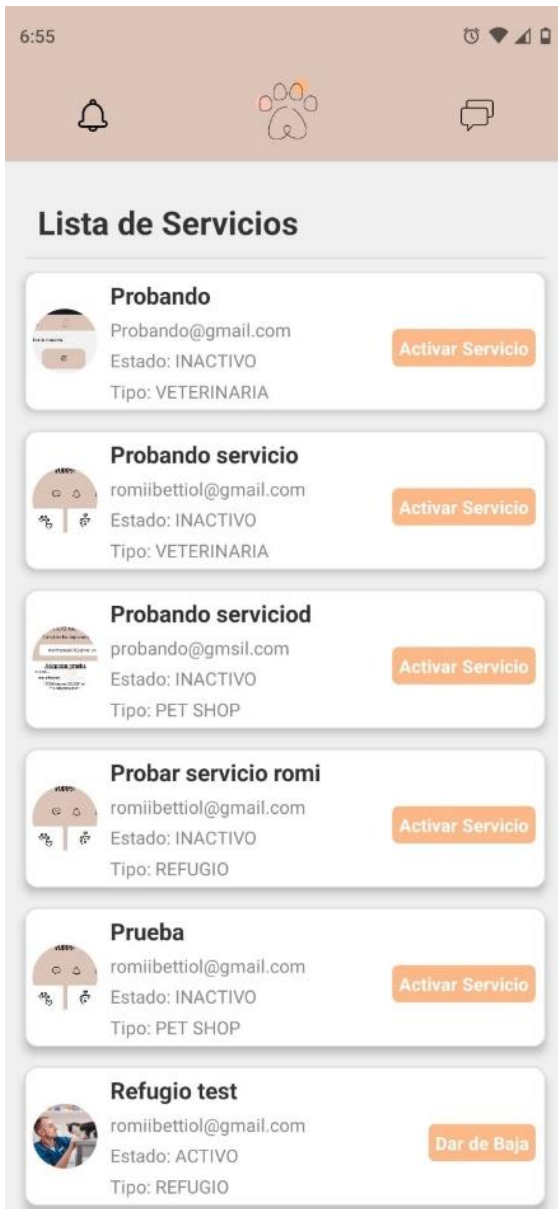 6:55
Lista de Servicios
Probando
Probando@gmail.com
Estado: INACTIVO
Tipo: VETERINARIA
Activar Servicio
Probando servicio
romiibettiol@gmail.com
Estado: INACTIVO
Tipo: VETERINARIA
Activar Servicio
Probando serviciod
probando@gmsil.com
Estado: INACTIVO
Tipo: PET SHOP
Activar Servicio
Probar servicio romi
romiibettiol@gmail.com
Estado: INACTIVO
Tipo: REFUGIO
Activar Servicio
Prueba
romiibettiol@gmail.com
Estado: INACTIVO
Tipo: PET SHOP
Activar Servicio
Refugio test
romiibettiol@gmail.com
Estado: ACTIVO
Tipo: REFUGIO
Dar de Baja